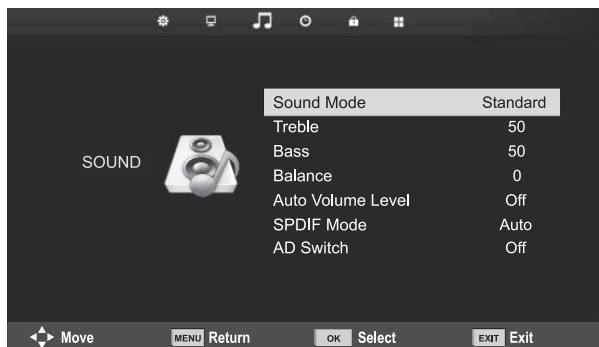 Sound Mode Standard
Treble 50
Bass 50
SOUND
Balance 0
Auto Volume Level Off
SPDIF Mode Auto
AD Switch Off
Move MENU Return OK Select EXIT Exit